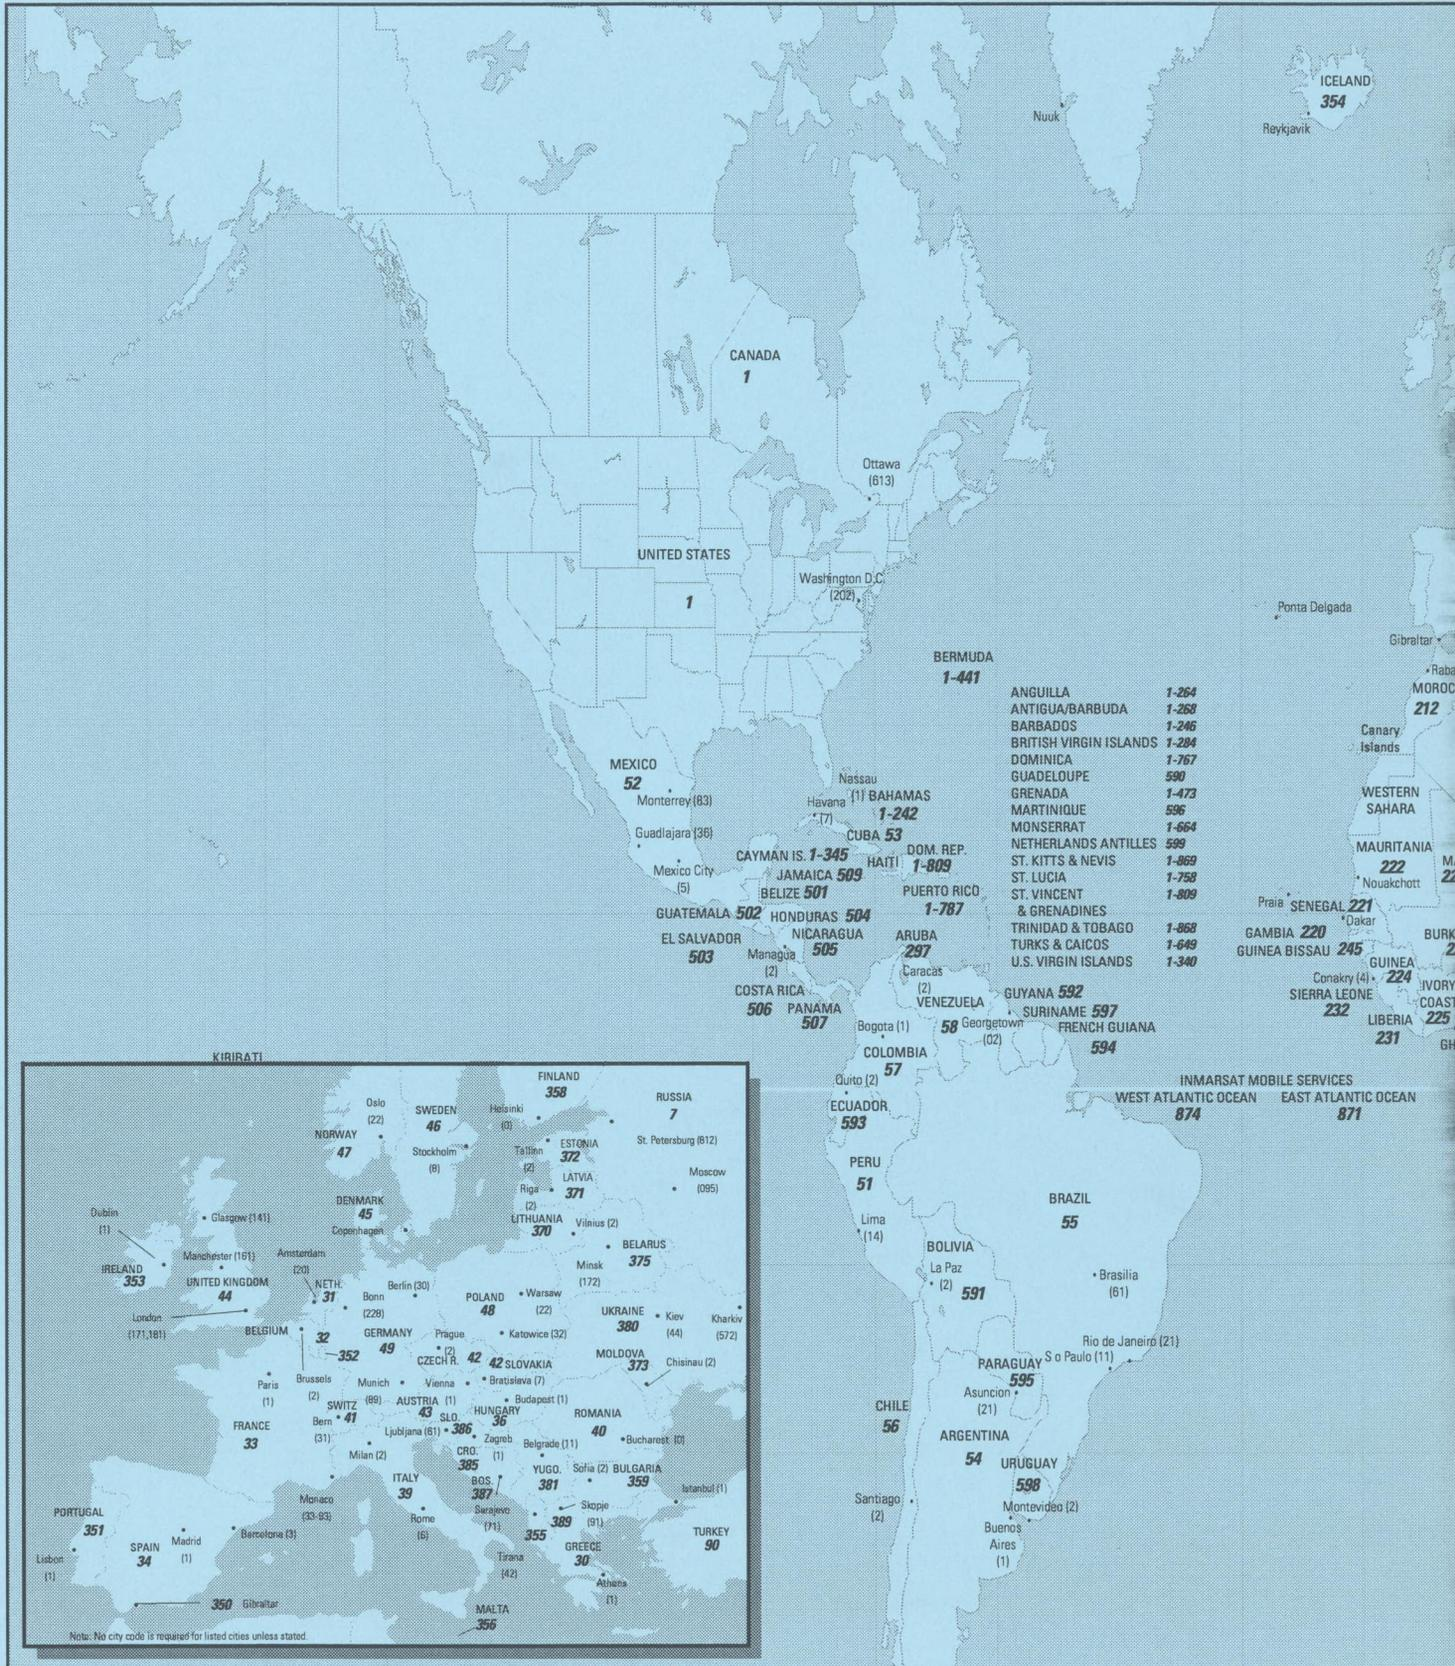 ICELAND
354
Reykjavik
Nuuk
CANADA
1
Ottawa
(613)
UNITED STATES
1
Washington D.C.
(202)
Ponta Delgada
Gibraltar
BERMUDA
1-441
MOROC
212
Canary
Islands
ANGUILLA 1-264
ANTIGUA/BARBUDA 1-268
BARBADOS 1-246
BRITISH VIRGIN ISLANDS 1-284
DOMINICA 1-767
GUADELOUPE 590
GRENADA 1-473
MARTINIQUE 596
MONSERRAT 1-664
NETHERLANDS ANTILLES 599
ST. KITTS & NEVIS 1-869
ST. LUCIA 1-758
ST. VINCENT 1-809
& GRENADINES
TRINIDAD & TOBAGO 1-868
TURKS & CAICOS 1-649
U.S. VIRGIN ISLANDS 1-340
MEXICO
52
Monterrey (83)
Guadlajara (36)
Mexico City
(5)
Nassau
(1) BAHAMAS
1-242
Havana
(7)
CUBA 53
CAYMAN IS. 1-345
HAITI
DOM. REP.
1-809
JAMAICA 509
BELIZE 501
PUERTO RICO
1-787
GUATEMALA 502
HONDURAS 504
EL SALVADOR
503
NICARAGUA
505
Managua
(2)
ARUBA
297
Caracas
(2)
COSTA RICA
506
PANAMA
507
VENEZUELA
58
GUYANA 592
SURINAME 597
Georgetown
(02)
FRENCH GUIANA
594
Bogota (1)
COLOMBIA
57
Quito (2)
ECUADOR
593
WESTERN
SAHARA
MAURITANIA
222
Nouakchott
Praia
SENEGAL 221
Dakar
GAMBIA 220
GUINEA BISSAU 245
BURK
GUINEA
224
Conakry (4)
SIERRA LEONE
232
IVORY
COAST
225
LIBERIA
231
GH
INMARSAT MOBILE SERVICES
WEST ATLANTIC OCEAN EAST ATLANTIC OCEAN
874 871
PERU
51
Lima
(14)
BRAZIL
55
BOLIVIA
La Paz
(2)
591
Brasilia
(61)
Rio de Janeiro (21)
S o Paulo (11)
PARAGUAY
595
Asuncion
(21)
CHILE
56
ARGENTINA
54
URUGUAY
598
Santiago
(2)
Montevideo (2)
Buenos
Aires
(1)
KIRIBATI
FINLAND
358
Helsinki
(0)
RUSSIA
7
St. Petersburg (812)
Moscow
(095)
Oslo
(22)
SWEDEN
46
NORWAY
47
Stockholm
(8)
Tallinn
(2)
ESTONIA
372
LATVIA
371
Riga
(2)
LITHUANIA
370
Vilnius (2)
BELARUS
375
Minsk
(172)
DENMARK
45
Copenhagen
Dublin
(1)
Glasgow (141)
Manchester (161)
IRELAND
353
UNITED KINGDOM
44
London
(171,181)
Amsterdam
(20)
NETH.
31
Berlin (30)
Bonn
(228)
POLAND
48
Warsaw
(22)
Katowice (32)
UKRAINE
380
Kiev
(44)
Kharkiv
(572)
BELGIUM
32
352
GERMANY
49
Prague
(2)
CZECH R.
42
42 SLOVAKIA
Bratislava (7)
MOLDOVA
373
Chisinau (2)
Paris
(1)
Brussels
(2)
Munich
(89)
Vienna
(1)
AUSTRIA
43
Budapest (1)
HUNGARY
36
SWITZ
41
Bern
(31)
FRANCE
33
Ljubljana (61)
SLO.
386
Zagreb
(1)
ROMANIA
40
Bucharest (0)
Milan (2)
CRO.
385
Belgrade (11)
YUGO.
381
Sofia (2)
BULGARIA
359
ITALY
39
BOS.
387
Sarajevo
(71)
Skopje
(91)
389
355
Istanbul (1)
Monaco
(33-93)
Rome
(6)
Tirana
(42)
GREECE
30
Athens
(1)
TURKEY
90
PORTUGAL
351
Lisbon
(1)
SPAIN
34
Madrid
(1)
Barcelona (3)
350 Gibraltar
MALTA
356
Note: No city code is required for listed cities unless stated.